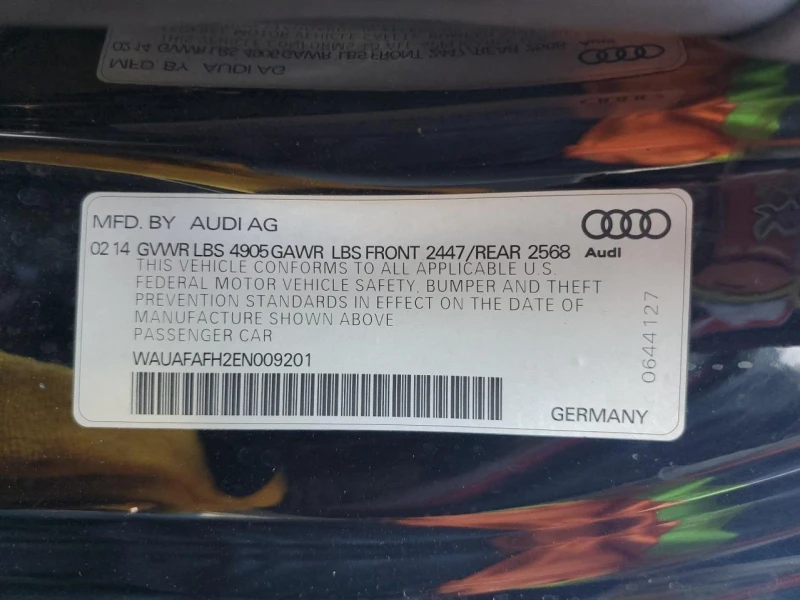 MFD. BY AUDI AG
02 14 GVWR LBS 4905 GAWR LBS FRONT 2447/REAR 2568 Audi
THIS VEHICLE CONFORMS TO ALL APPLICABLE U.S.
FEDERAL MOTOR VEHICLE SAFETY, BUMPER AND THEFT
PREVENTION STANDARDS IN EFFECT ON THE DATE OF
MANUFACTURE SHOWN ABOVE
PASSENGER CAR
WAUAFAFH2EN009201
GERMANY
0644127